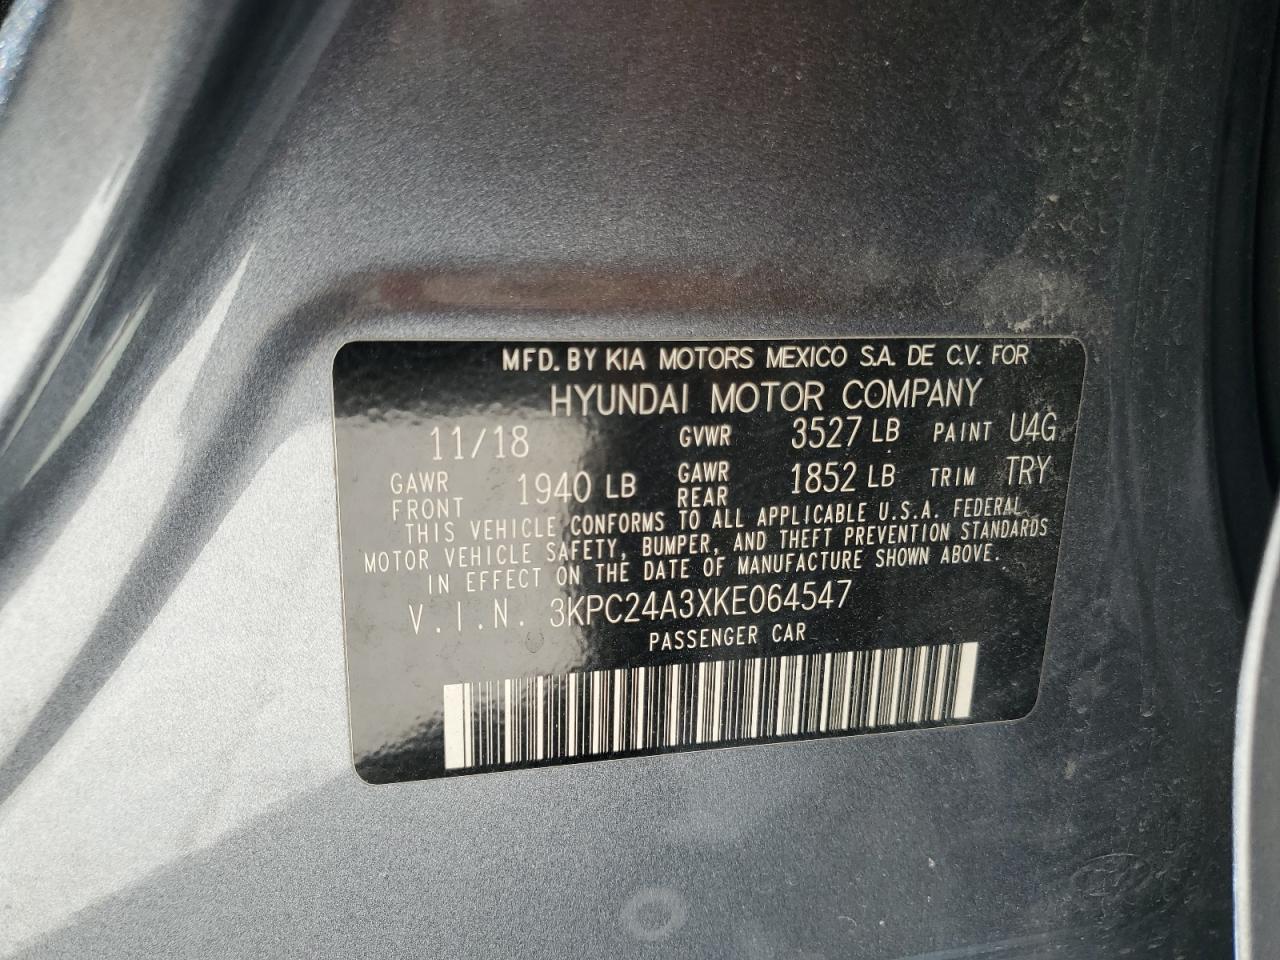 MFD. BY KIA MOTORS MEXICO S.A. DE C.V. FOR
HYUNDAI MOTOR COMPANY
11/18 GVWR 3527 LB PAINT U4G
GAWR FRONT 1940 LB GAWR REAR 1852 LB TRIM TRY
THIS VEHICLE CONFORMS TO ALL APPLICABLE U.S.A. FEDERAL
MOTOR VEHICLE SAFETY, BUMPER, AND THEFT PREVENTION STANDARDS
IN EFFECT ON THE DATE OF MANUFACTURE SHOWN ABOVE.
V.I.N. 3KPC24A3XKE064547
PASSENGER CAR